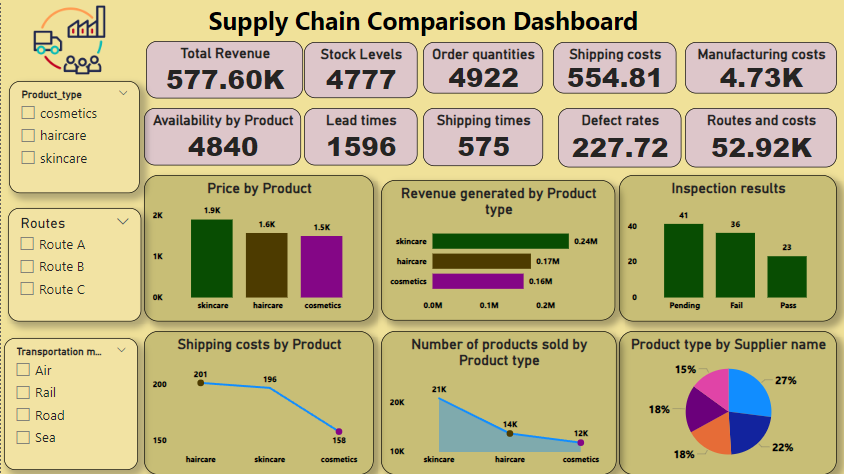 Supply Chain Comparison Dashboard
Total Revenue
577.60K
Stock Levels
4777
Order quantities
4922
Shipping costs
554.81
Manufacturing costs
4.73K
Availability by Product
4840
Lead times
1596
Shipping times
575
Defect rates
227.72
Routes and costs
52.92K
Product_type
cosmetics
haircare
skincare
Routes
Route A
Route B
Route C
Transportation m...
Air
Rail
Road
Sea
Price by Product
2K
1K
0K
1.9K
1.6K
1.5K
skincare
haircare
cosmetics
Revenue generated by Product
type
skincare
0.24M
haircare
0.17M
cosmetics
0.16M
0.0M
0.1M
0.2M
Inspection results
40
20
0
41
36
23
Pending
Fail
Pass
Shipping costs by Product
200
150
201
196
158
haircare
skincare
cosmetics
Number of products sold by
Product type
20K
10K
21K
14K
12K
skincare
haircare
cosmetics
Product type by Supplier name
15%
27%
18%
18%
22%